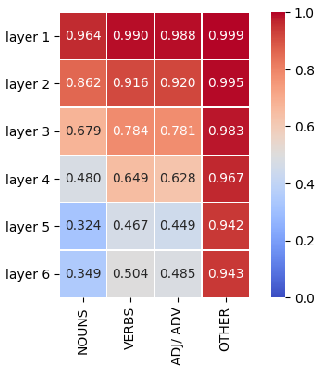 layer 1 0.964 0.990 0.988 0.999
layer 2 0.862 0.916 0.920 0.995
layer 3 0.679 0.784 0.781 0.983
layer 4 0.480 0.649 0.628 0.967
layer 5 0.324 0.467 0.449 0.942
layer 6 0.349 0.504 0.485 0.943
NOUNS VERBS ADJ/ ADV OTHER
1.0
0.8
0.6
0.4
0.2
0.0